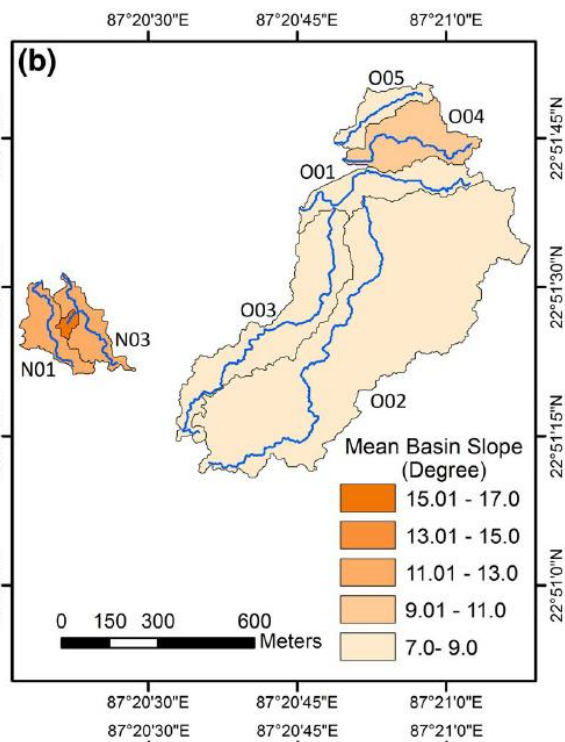 87°20'30"E 87°20'45"E 87°21'0"E
(b)
O05
O04
22°51'45"N
O01
22°51'30"N
O03
N03
N01
O02
22°51'15"N
Mean Basin Slope
(Degree)
15.01 - 17.0
13.01 - 15.0
11.01 - 13.0
9.01 - 11.0
7.0- 9.0
22°51'0"N
0 150 300 600
Meters
87°20'30"E 87°20'45"E 87°21'0"E
87°20'30"E 87°20'45"E 87°21'0"E